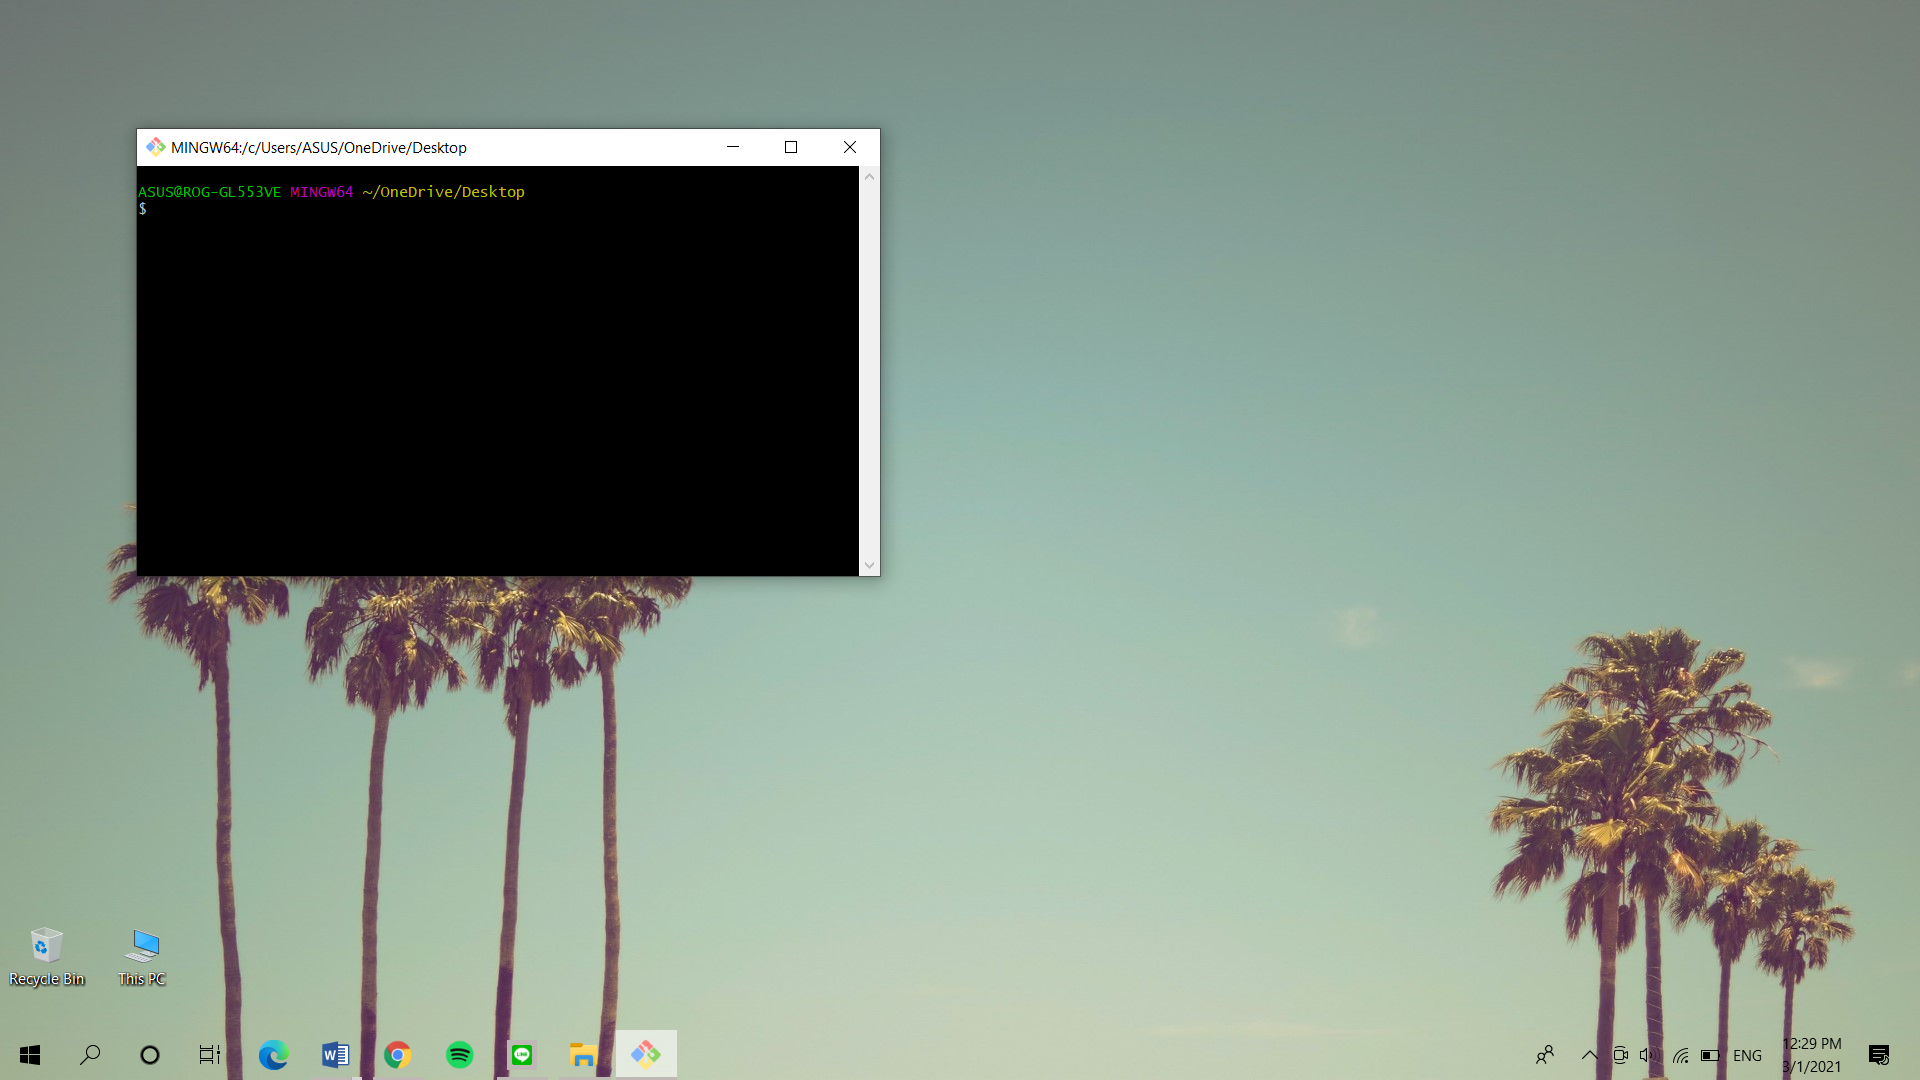 MINGW64:/c/Users/ASUS/OneDrive/Desktop
ASUS@ROG-GL553VE MINGW64 ~/OneDrive/Desktop
$
Recycle Bin
This PC
ENG
12:29 PM
3/1/2021